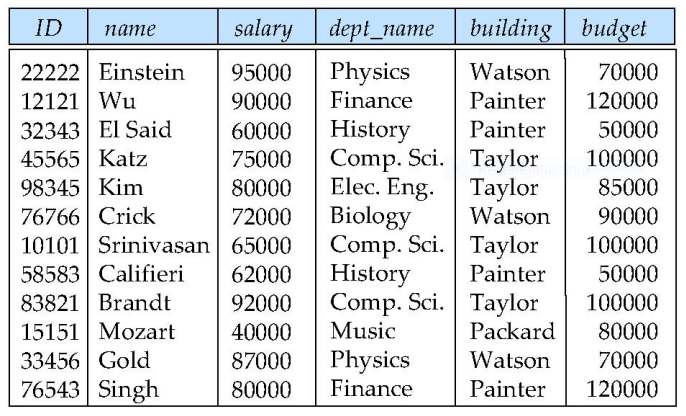 ID name salary dept_name building budget
22222 Einstein 95000 Physics Watson 70000
12121 Wu 90000 Finance Painter 120000
32343 El Said 60000 History Painter 50000
45565 Katz 75000 Comp. Sci. Taylor 100000
98345 Kim 80000 Elec. Eng. Taylor 85000
76766 Crick 72000 Biology Watson 90000
10101 Srinivasan 65000 Comp. Sci. Taylor 100000
58583 Califieri 62000 History Painter 50000
83821 Brandt 92000 Comp. Sci. Taylor 100000
15151 Mozart 40000 Music Packard 80000
33456 Gold 87000 Physics Watson 70000
76543 Singh 80000 Finance Painter 120000